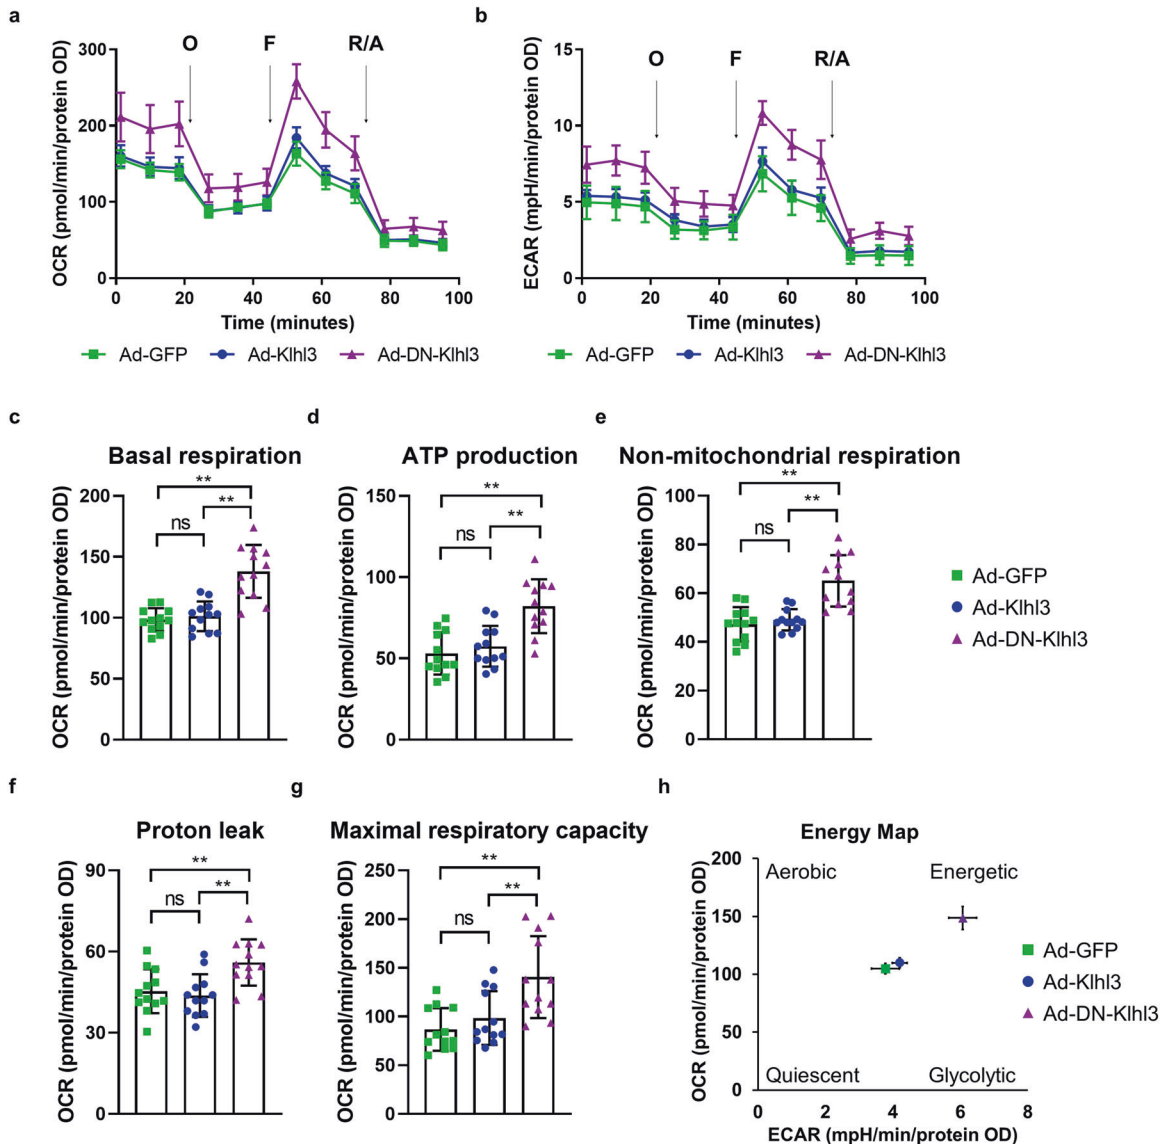 a
b
OCR (pmol/min/protein OD)
300
200
100
0
O
F
R/A
0 20 40 60 80 100
Time (minutes)
Ad-GFP Ad-Klhl3 Ad-DN-Klhl3
ECAR (mpH/min/protein OD)
15
10
5
0
O
F
R/A
0 20 40 60 80 100
Time (minutes)
Ad-GFP Ad-Klhl3 Ad-DN-Klhl3
c
Basal respiration
OCR (pmol/min/protein OD)
200
150
100
50
0
**
**
ns
d
ATP production
OCR (pmol/min/protein OD)
150
100
50
0
**
**
ns
e
Non-mitochondrial respiration
OCR (pmol/min/protein OD)
100
80
60
40
20
0
**
**
ns
Ad-GFP
Ad-Klhl3
Ad-DN-Klhl3
f
Proton leak
OCR (pmol/min/protein OD)
90
60
30
0
**
**
ns
g
Maximal respiratory capacity
OCR (pmol/min/protein OD)
250
200
150
100
50
0
**
**
ns
h
Energy Map
OCR (pmol/min/protein OD)
200
150
100
50
0
Aerobic Energetic
Quiescent Glycolytic
0 2 4 6 8
ECAR (mpH/min/protein OD)
Ad-GFP
Ad-Klhl3
Ad-DN-Klhl3